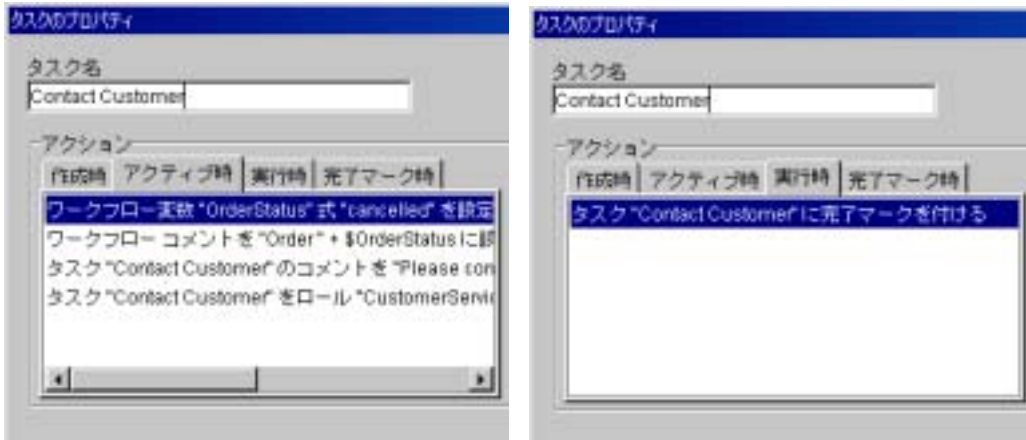 タスクのプロパティ
タスク名
Contact Customer
アクション
作成時 アクティブ時 実行時 完了マーク時
ワークフロー変数 "OrderStatus" 式 "cancelled" を設定
ワークフロー コメントを "Order" + $OrderStatus に設
タスク "Contact Customer" のコメントを "Please con
タスク "Contact Customer" をロール "CustomerServic
タスクのプロパティ
タスク名
Contact Customer
アクション
作成時 アクティブ時 実行時 完了マーク時
タスク "Contact Customer" に完了マークを付ける